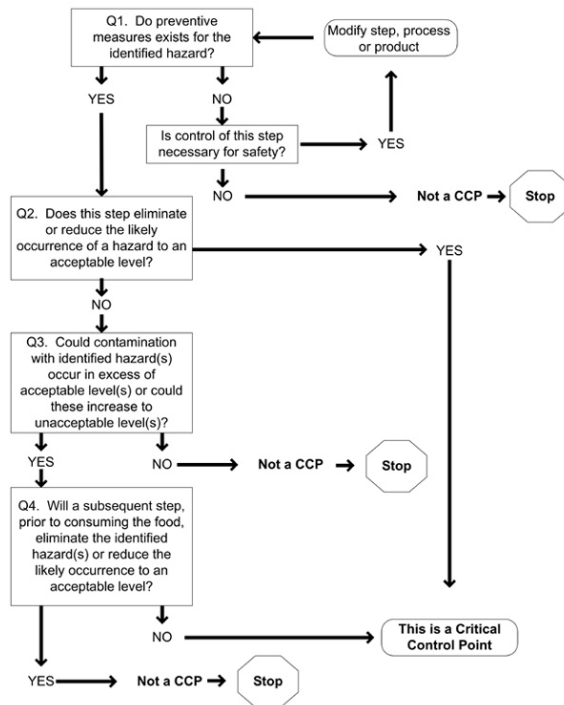 Q1. Do preventive
measures exists for the
identified hazard?
Modify step, process
or product
YES
NO
Is control of this step
necessary for safety?
YES
NO
Not a CCP
Stop
Q2. Does this step eliminate
or reduce the likely
occurrence of a hazard to an
acceptable level?
YES
NO
Q3. Could contamination
with identified hazard(s)
occur in excess of
acceptable level(s) or could
these increase to
unacceptable level(s)?
YES
NO
Not a CCP
Stop
Q4. Will a subsequent step,
prior to consuming the food,
eliminate the identified
hazard(s) or reduce the
likely occurrence to an
acceptable level?
NO
This is a Critical
Control Point
YES
Not a CCP
Stop